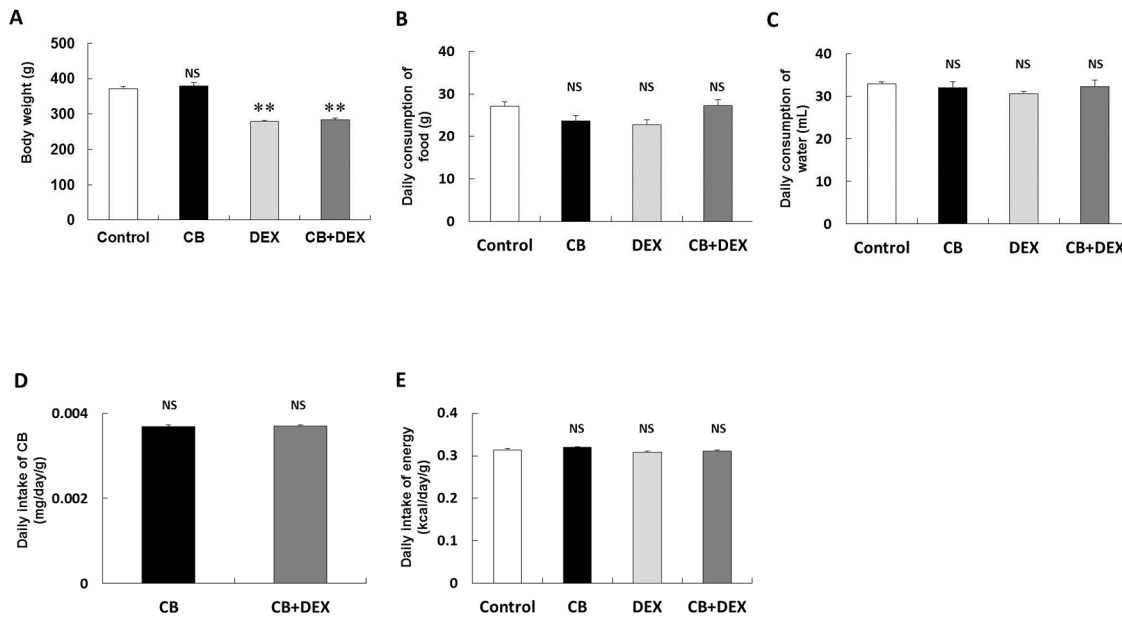 A
Body weight (g)
500
400
300
200
100
0
NS
**
**
Control CB DEX CB+DEX
B
Daily consumption of
food (g)
40
30
20
10
0
NS NS NS
Control CB DEX CB+DEX
C
Daily consumption of
water (mL)
40
30
20
10
0
NS NS NS
Control CB DEX CB+DEX
D
Daily intake of CB
(mg/day/g)
0.004
0.002
0
NS NS
CB CB+DEX
E
Daily intake of energy
(kcal/day/g)
0.4
0.3
0.2
0.1
0
NS NS NS
Control CB DEX CB+DEX